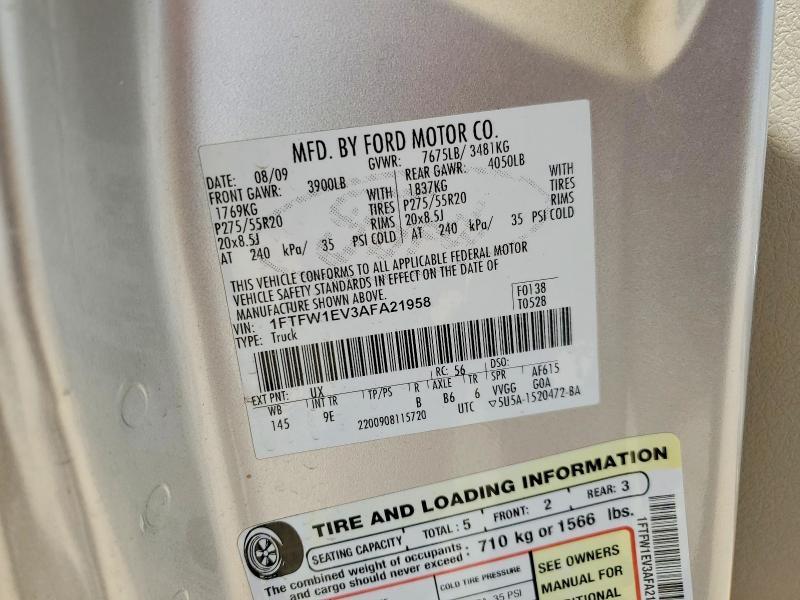 MFD. BY FORD MOTOR CO.
DATE: 08/09 GVWR: 7675LB/ 3481KG
FRONT GAWR: 3900LB REAR GAWR: 4050LB
1769KG WITH 1837KG WITH
P275/55R20 TIRES P275/55R20 TIRES
20x8.5J RIMS 20x8.5J RIMS
AT 240 kPa/ 35 PSI COLD AT 240 kPa/ 35 PSI COLD
THIS VEHICLE CONFORMS TO ALL APPLICABLE FEDERAL MOTOR
VEHICLE SAFETY STANDARDS IN EFFECT ON THE DATE OF
MANUFACTURE SHOWN ABOVE.
VIN: 1FTFW1EV3AFA21958 F0138
TYPE: Truck T0528
EXT PNT: UX RC: 56 DSO: AF615
WB INT TR TP/PS R AXLE TR SPR GOA
145 9E B B6 6 VVGG
2200908115720 UTC ▽5U5A-1520472-BA
TIRE AND LOADING INFORMATION
SEATING CAPACITY TOTAL: 5 FRONT: 2 REAR: 3
The combined weight of occupants
and cargo should never exceed: 710 kg or 1566 lbs.
COLD TIRE PRESSURE SEE OWNERS
35 PSI MANUAL FOR
1FTFW1EV3AFA21